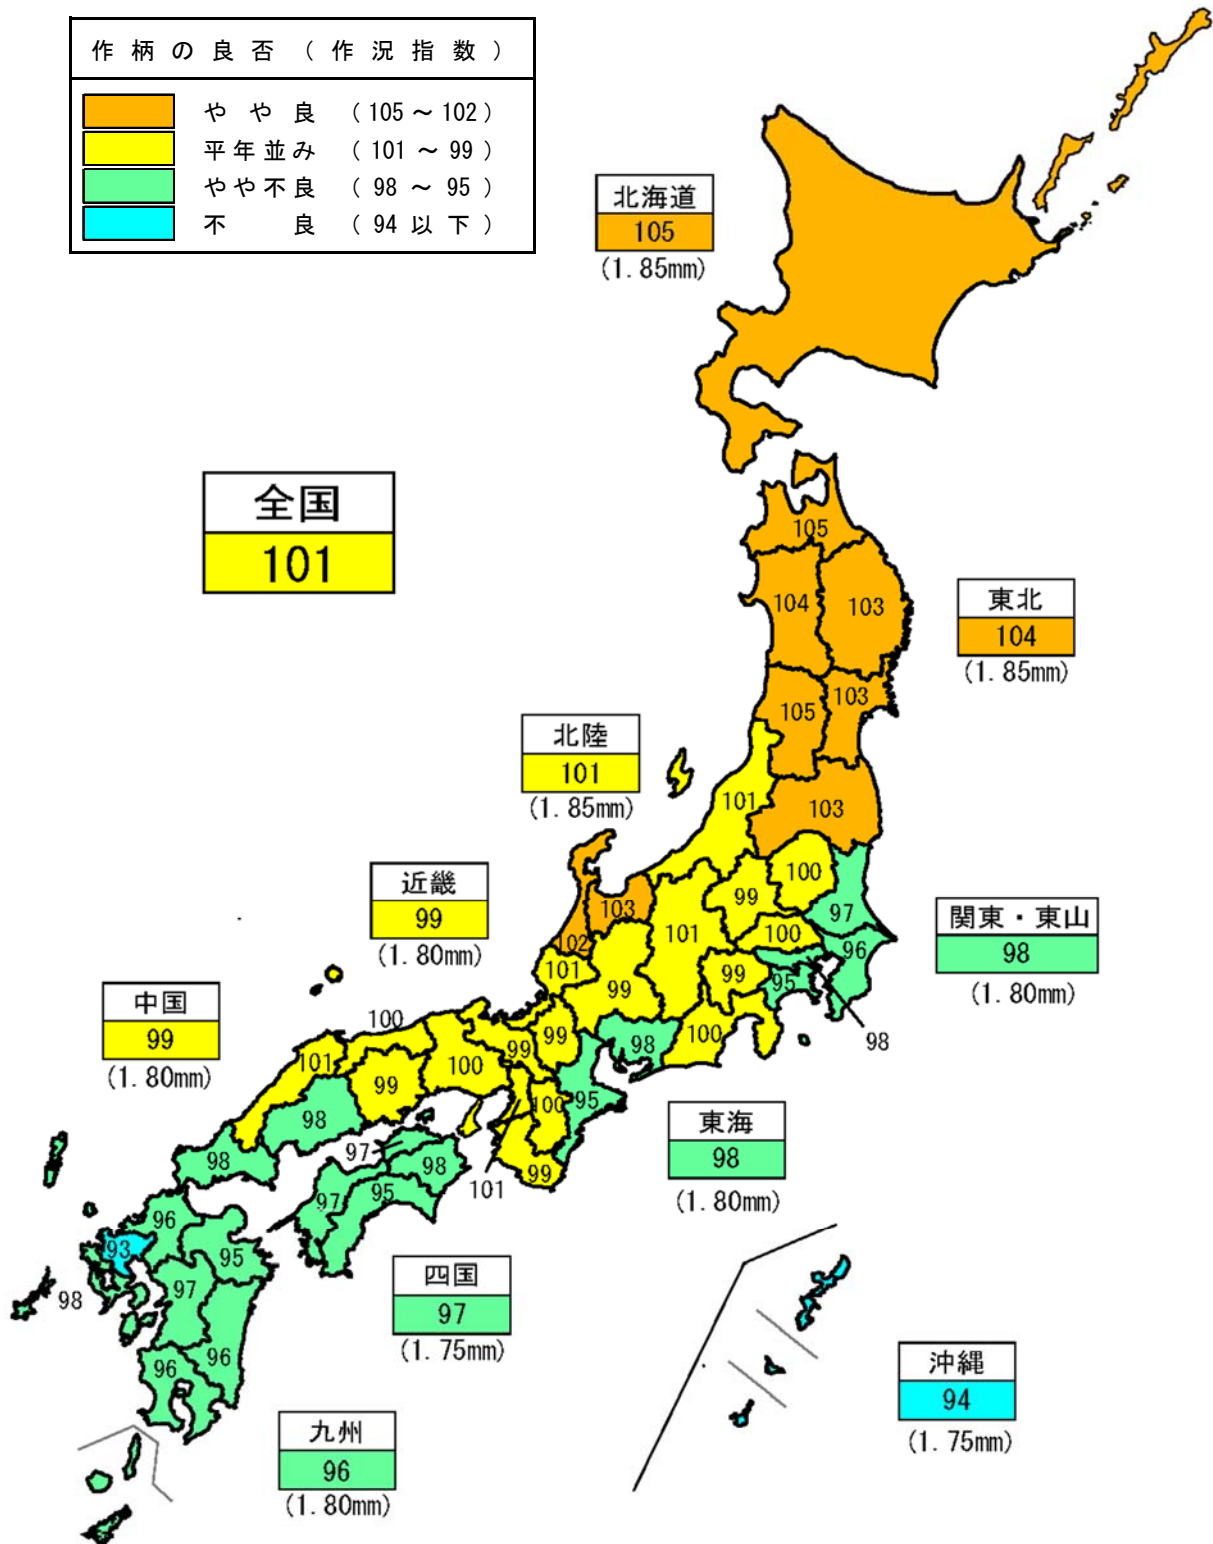 作柄の良否（作況指数）
やや良（105～102）
平年並み（101～99）
やや不良（98～95）
不良（94以下）
北海道
105
(1.85mm)
全国
101
105
104
103
東北
104
(1.85mm)
105
103
北陸
101
(1.85mm)
101
103
近畿
99
(1.80mm)
100
99
97
関東・東山
98
(1.80mm)
103
102
101
100
96
101
99
99
95
98
中国
99
(1.80mm)
100
101
99
100
99
99
98
100
98
98
97
98
97
95
101
100
99
95
東海
98
(1.80mm)
96
93
95
97
98
96
96
四国
97
(1.75mm)
九州
96
(1.80mm)
沖縄
94
(1.75mm)